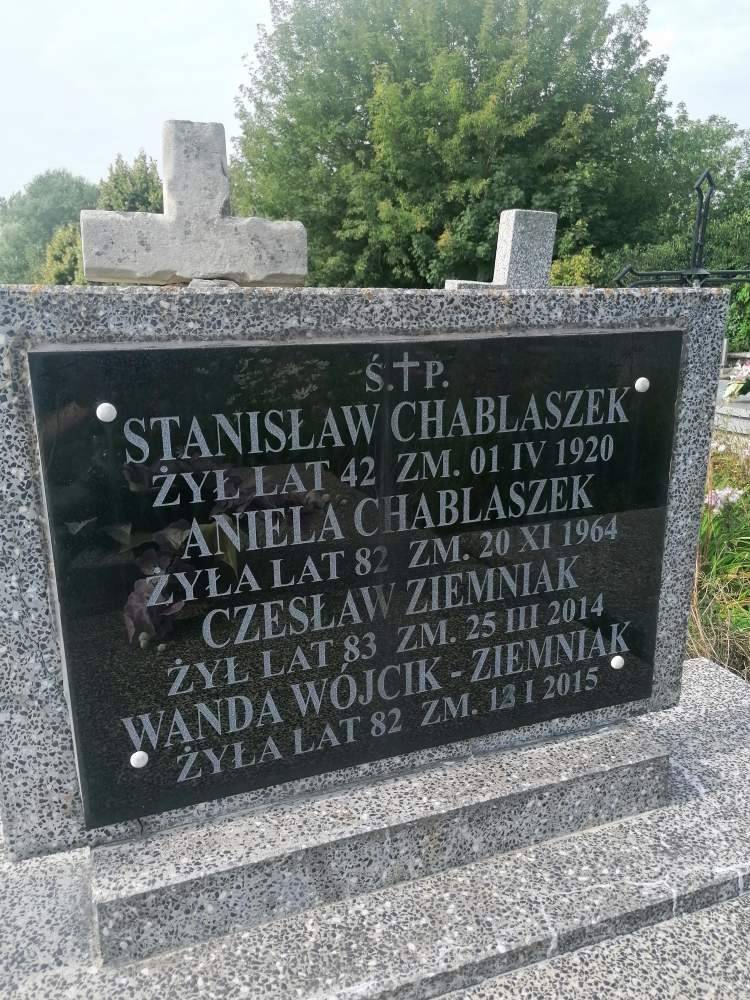 Ś.†P.
STANISŁAW CHABLASZEK
ŻYŁ LAT 42 ZM. 01 IV 1920
ANIELA CHABLASZEK
ŻYŁA LAT 82 ZM. 20 XI 1964
CZESŁAW ZIEMNIAK
ŻYŁ LAT 83 ZM. 25 III 2014
WANDA WÓJCIK - ZIEMNIAK
ŻYŁA LAT 82 ZM. I 2015